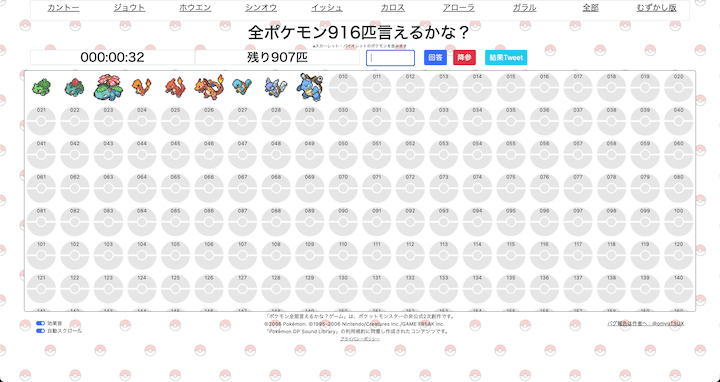 カントー ジョウト ホウエン シンオウ イッシュ カロス アローラ ガラル 全部 むずかし版
全ポケモン916匹言えるかな？
000:00:32 残り907匹 回答 降参 結果Tweet
010 011 012 013 014 015 016 017 018 019 020
021 022 023 024 025 026 027 028 029 030 031 032 033 034 035 036 037 038 039 040
041 042 043 044 045 046 047 048 049 050 051 052 053 054 055 056 057 058 059 060
061 062 063 064 065 066 067 068 069 070 071 072 073 074 075 076 077 078 079 080
081 082 083 084 085 086 087 088 089 090 091 092 093 094 095 096 097 098 099 100
101 102 103 104 105 106 107 108 109 110 111 112 113 114 115 116 117 118 119 120
121 122 123 124 125 126 127 128 129 130 131 132 133 134 135 136 137 138 139 140
効果音
自動スクロール
「ポケモン全部言えるかな？ゲーム」は、ポケットモンスターの非公式2次創作です。
©2008 Pokémon. ©1995-2006 Nintendo/Creatures Inc./GAME FREAK inc.
「Pokémon DP Sound Library」の利用規約に同意し作成されたコンテンツです。
プライバシーポリシー
バグ報告は作者へ：